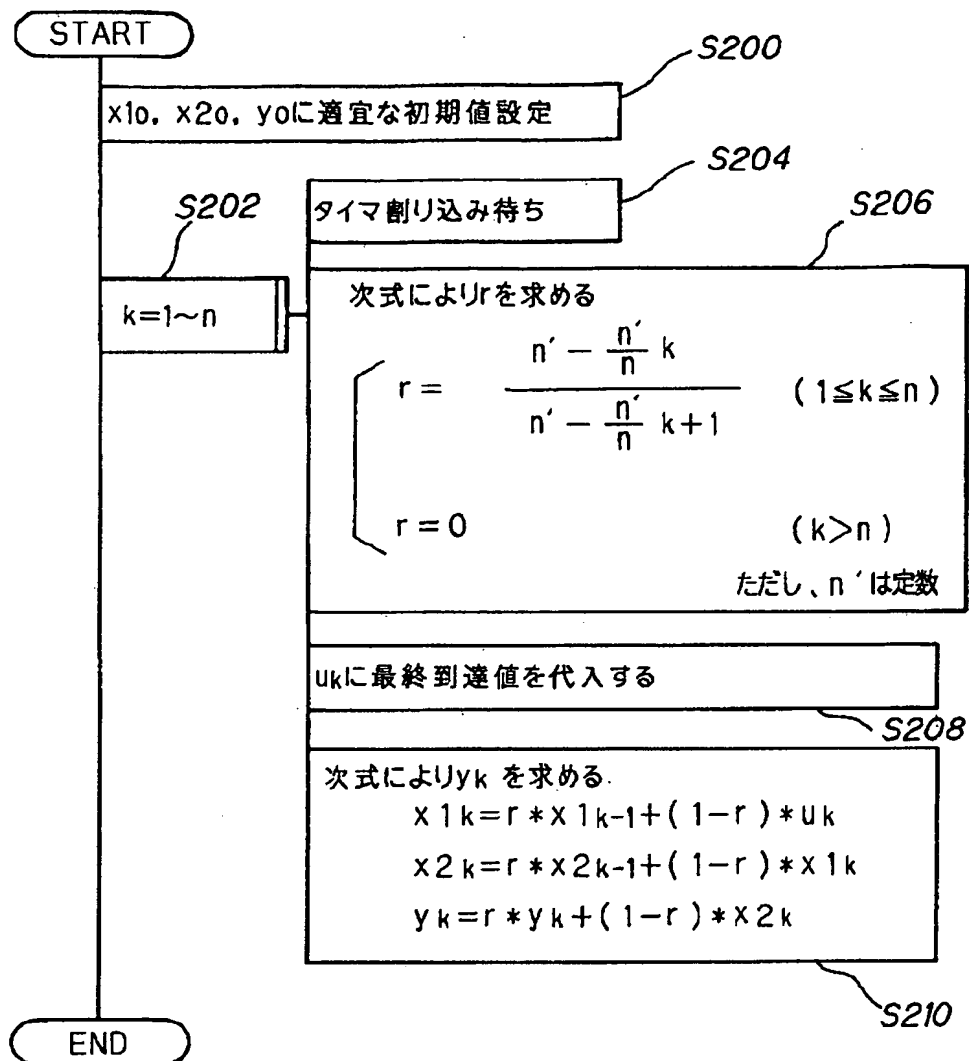 START
S200
x1o, x2o, yoに適宜な初期値設定
S204
タイマ割り込み待ち
S202
k=1~n
S206
次式によりrを求める
r= n′ - n′/n k / n′ - n′/n k+1 (1≦k≦n)
r=0 (k>n)
ただし、n′は定数
ukに最終到達値を代入する
S208
次式によりyk を求める
x1k=r*x1k-1+(1-r)*uk
x2k=r*x2k-1+(1-r)*x1k
yk=r*yk+(1-r)*x2k
S210
END